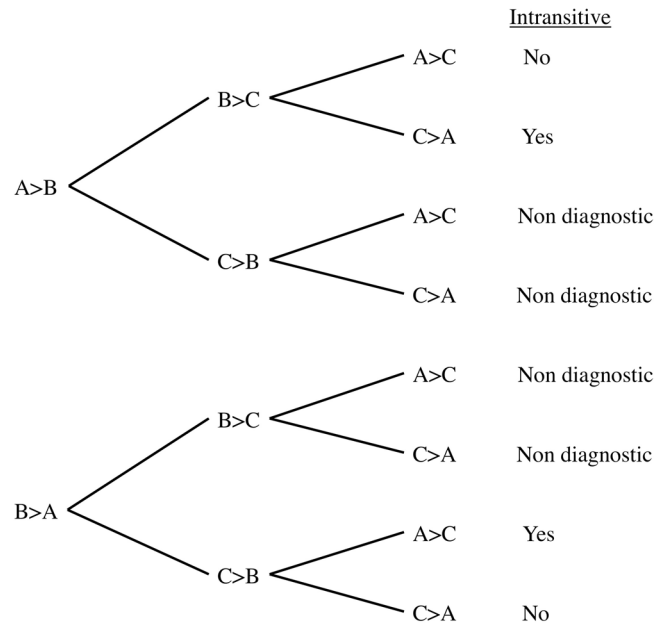 Intransitive
A>C No
B>C
C>A Yes
A>B
A>C Non diagnostic
C>B
C>A Non diagnostic
A>C Non diagnostic
B>C
C>A Non diagnostic
B>A
A>C Yes
C>B
C>A No